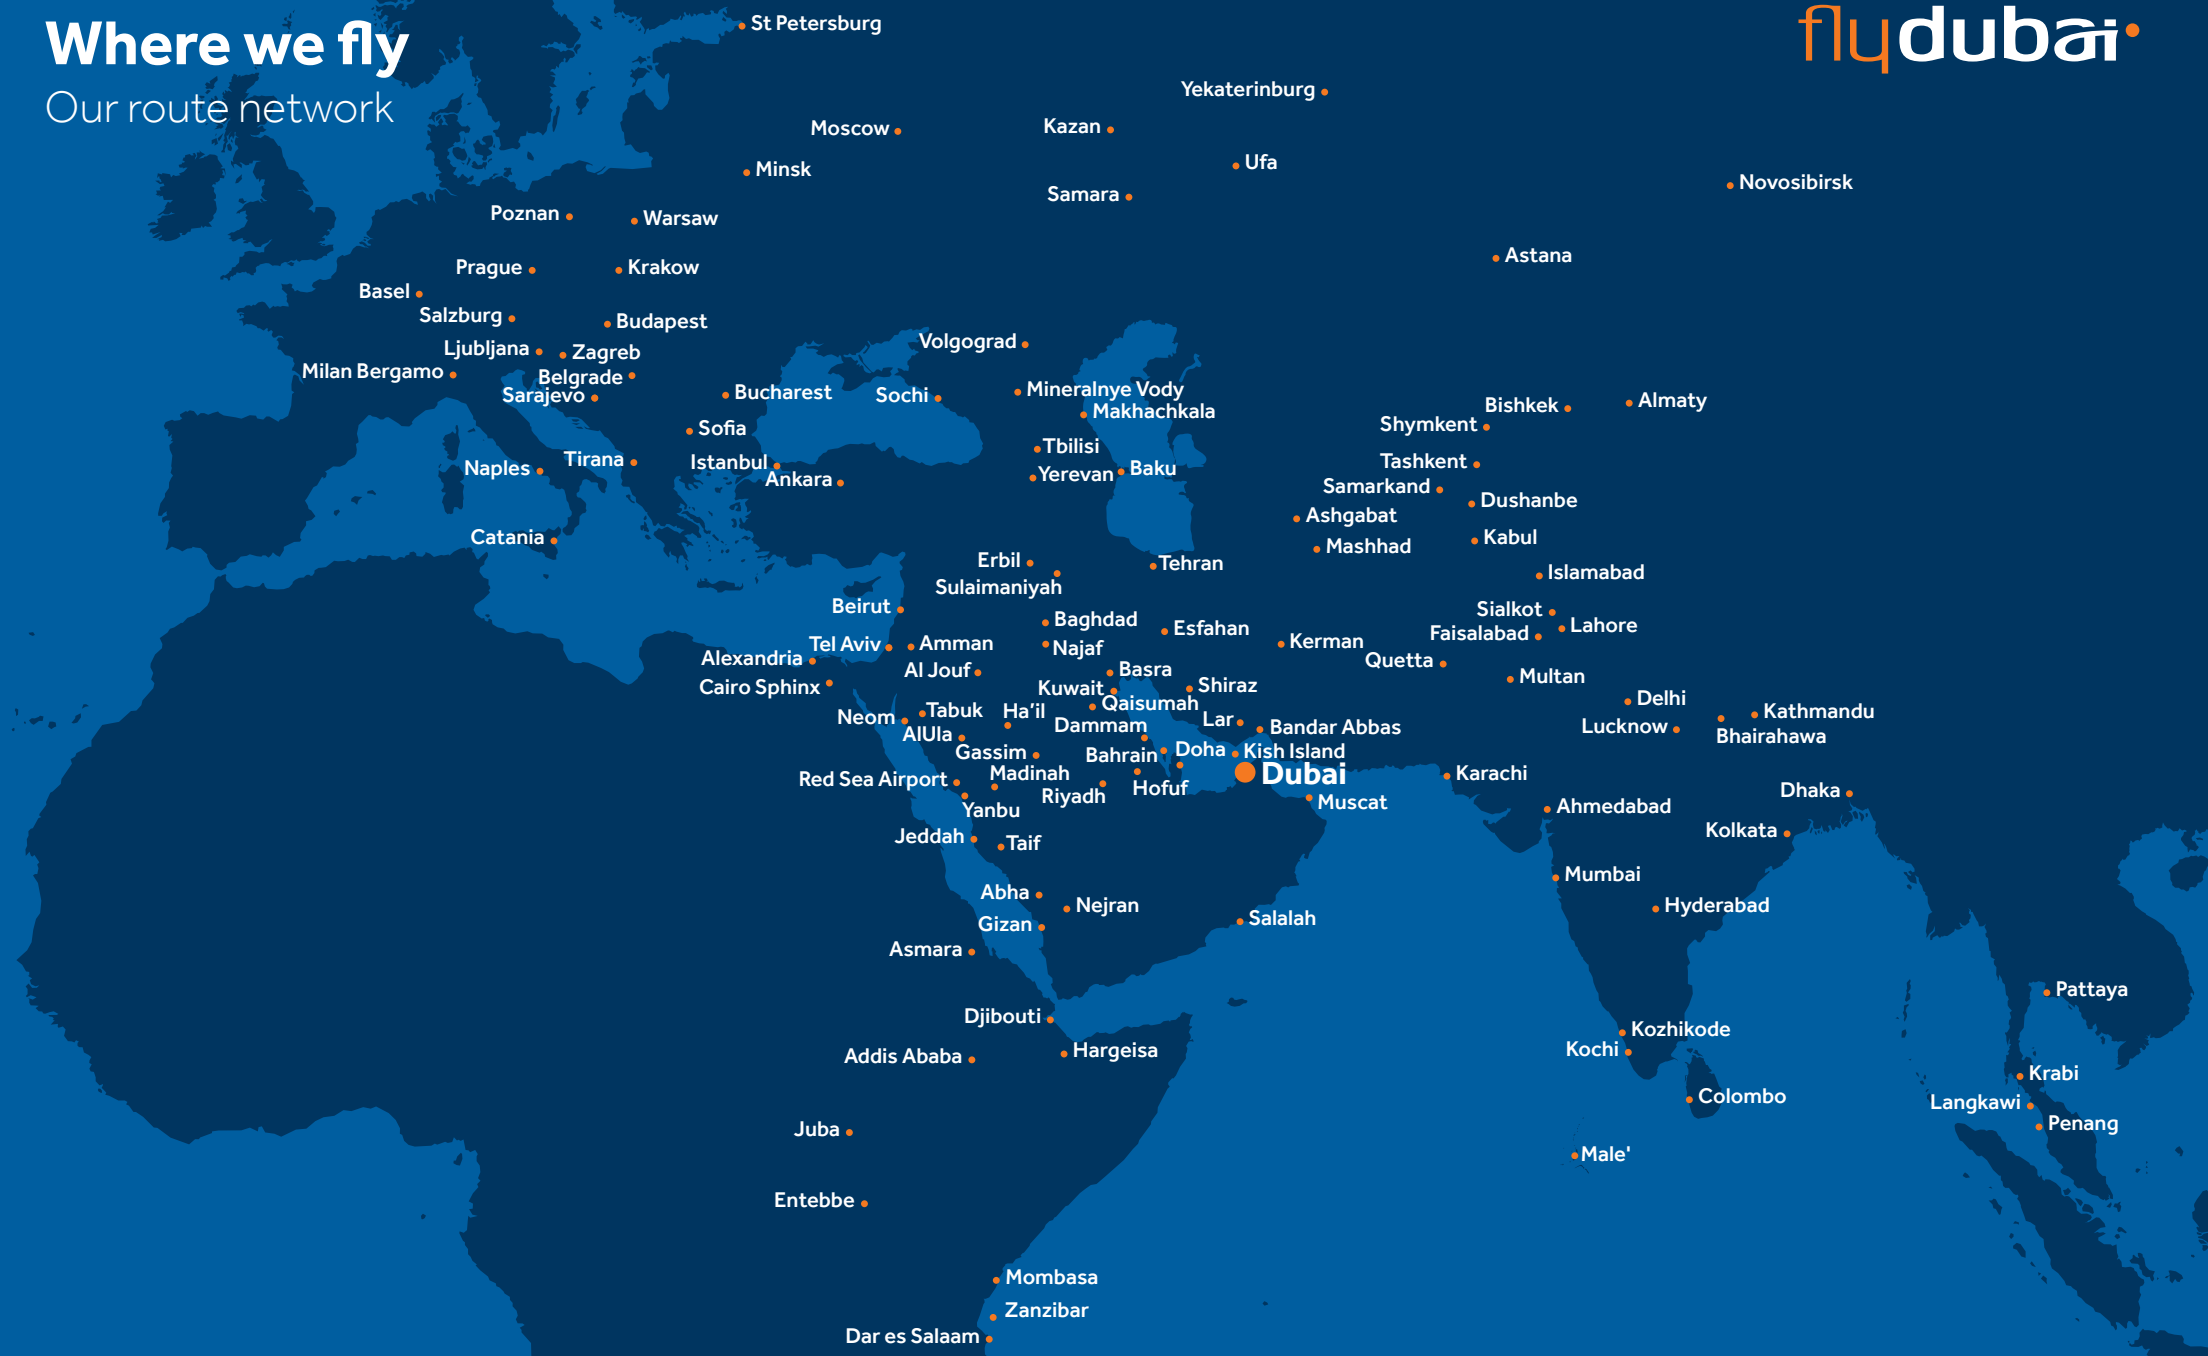 Where we fly
Our route network
flydubai
St Petersburg
Yekaterinburg
Moscow
Kazan
Minsk
Ufa
Novosibirsk
Samara
Poznan
Warsaw
Astana
Prague
Krakow
Basel
Salzburg
Budapest
Volgograd
Ljubljana
Zagreb
Milan Bergamo
Belgrade
Sarajevo
Bucharest
Sochi
Mineralnye Vody
Makhachkala
Bishkek
Almaty
Shymkent
Sofia
Tbilisi
Tirana
Istanbul
Naples
Ankara
Yerevan
Baku
Tashkent
Samarkand
Dushanbe
Ashgabat
Catania
Mashhad
Kabul
Erbil
Tehran
Sulaimaniyah
Islamabad
Beirut
Baghdad
Esfahan
Sialkot
Lahore
Faisalabad
Tel Aviv
Amman
Najaf
Kerman
Alexandria
Al Jouf
Basra
Quetta
Multan
Cairo Sphinx
Kuwait
Shiraz
Qaisumah
Delhi
Neom
Tabuk
Ha’il
Dammam
Lar
Bandar Abbas
Lucknow
Kathmandu
Bhairahawa
AlUla
Gassim
Bahrain
Doha
Kish Island
Dubai
Red Sea Airport
Madinah
Riyadh
Hofuf
Karachi
Yanbu
Muscat
Ahmedabad
Dhaka
Jeddah
Taif
Kolkata
Abha
Nejran
Mumbai
Hyderabad
Gizan
Salalah
Asmara
Pattaya
Djibouti
Kozhikode
Addis Ababa
Hargeisa
Kochi
Krabi
Colombo
Langkawi
Penang
Juba
Male'
Entebbe
Mombasa
Zanzibar
Dar es Salaam